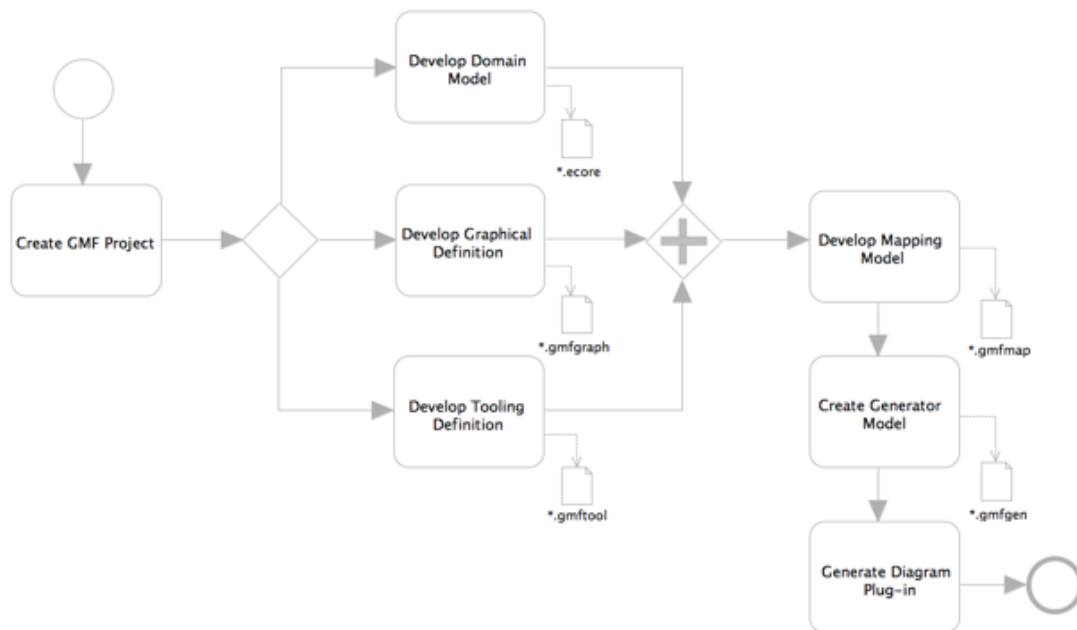 Develop Domain
Model
*.ecore
Create GMF Project
Develop Graphical
Definition
*.gmfgraph
Develop Tooling
Definition
*.gmftool
Develop Mapping
Model
*.gmfmap
Create Generator
Model
*.gmfgen
Generate Diagram
Plug-in